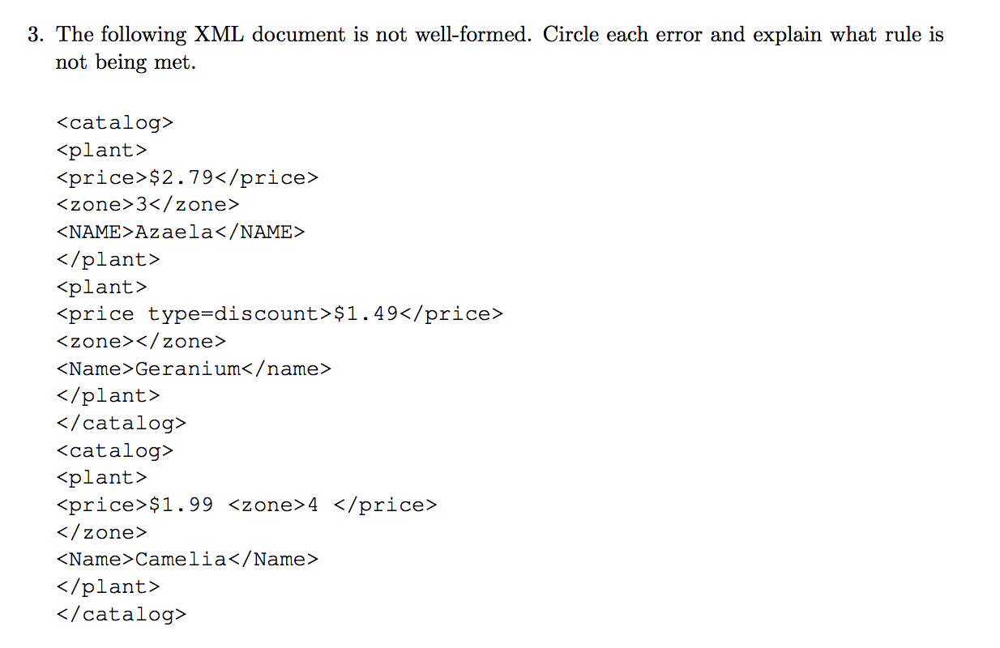 3. The following XML document is not well-formed. Circle each error and explain what rule is
not being met.
<catalog>
<plant>
<price>$2.79</price>
<zone>3</zone>
<NAME>Azaela</NAME>
</plant>
<plant>
<price type=discount>$1.49</price>
<zone></zone>
<Name>Geranium</name>
</plant>
</catalog>
<catalog>
<plant>
<price>$1.99 <zone>4 </price>
</zone>
<Name>Camelia</Name>
</plant>
</catalog>